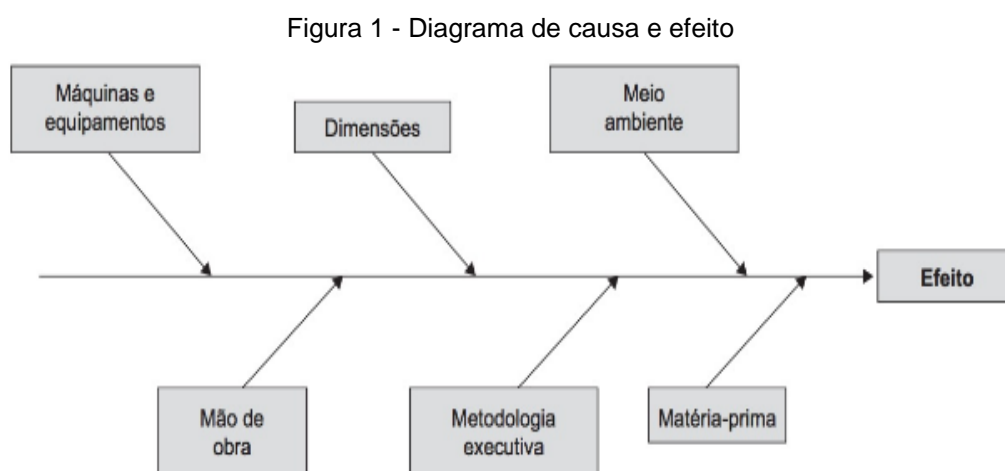 Figura 1 - Diagrama de causa e efeito
Máquinas e
equipamentos
Dimensões
Meio
ambiente
Efeito
Mão de
obra
Metodologia
executiva
Matéria-prima